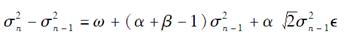 σ²ₙ − σ²ₙ₋₁ = ω + (α + β − 1)σ²ₙ₋₁ + α √2σ²ₙ₋₁ϵ